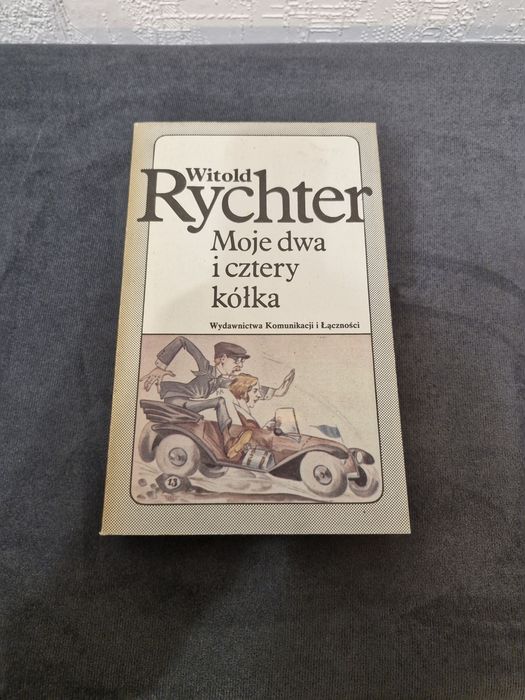 Witold
Rychter
Moje dwa
i cztery
kółka
Wydawnictwa Komunikacji i Łączności
13